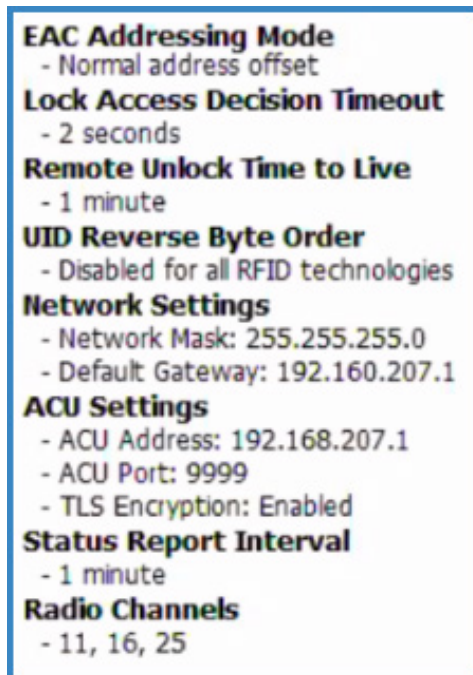 EAC Addressing Mode
- Normal address offset
Lock Access Decision Timeout
- 2 seconds
Remote Unlock Time to Live
- 1 minute
UID Reverse Byte Order
- Disabled for all RFID technologies
Network Settings
- Network Mask: 255.255.255.0
- Default Gateway: 192.160.207.1
ACU Settings
- ACU Address: 192.168.207.1
- ACU Port: 9999
- TLS Encryption: Enabled
Status Report Interval
- 1 minute
Radio Channels
- 11, 16, 25